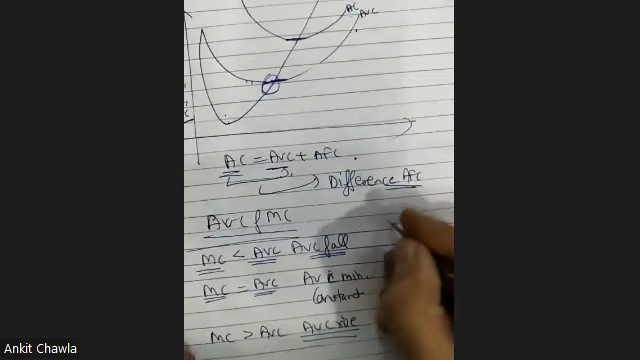 AC
AVC
AC = AVC + AFC.
Difference AFC
AVC & MC
MC < AVC AVC fall
MC = AVC AVC min.
Constant
MC > AVC AVC rise
Ankit Chawla